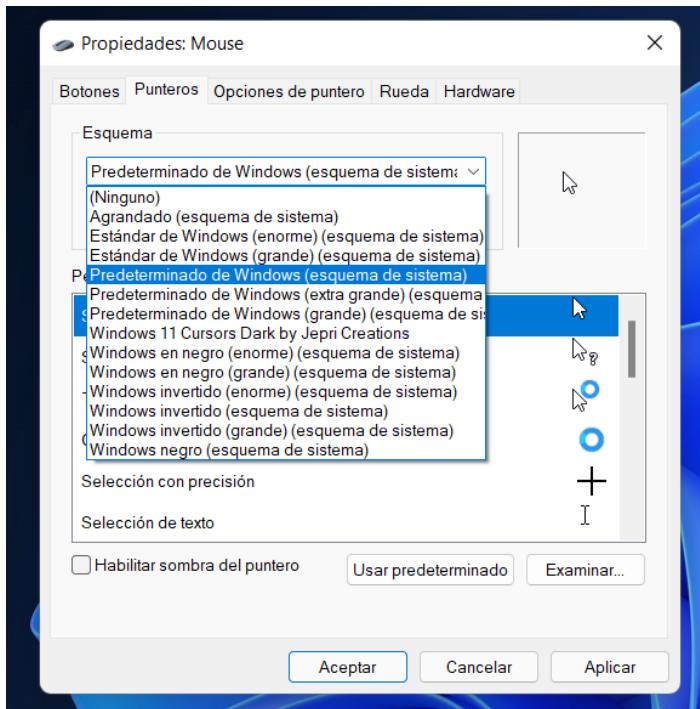 Propiedades: Mouse
Botones Punteros Opciones de puntero Rueda Hardware
Esquema
Predeterminado de Windows (esquema de sistema
(Ninguno)
Agrandado (esquema de sistema)
Estándar de Windows (enorme) (esquema de sistema)
Estándar de Windows (grande) (esquema de sistema)
Predeterminado de Windows (esquema de sistema)
Predeterminado de Windows (extra grande) (esquema
Predeterminado de Windows (grande) (esquema de si
Windows 11 Cursors Dark by Jepri Creations
Windows en negro (enorme) (esquema de sistema)
Windows en negro (grande) (esquema de sistema)
Windows invertido (enorme) (esquema de sistema)
Windows invertido (esquema de sistema)
Windows invertido (grande) (esquema de sistema)
Windows negro (esquema de sistema)
Selección con precisión
Selección de texto
Habilitar sombra del puntero
Usar predeterminado
Examinar...
Aceptar Cancelar Aplicar